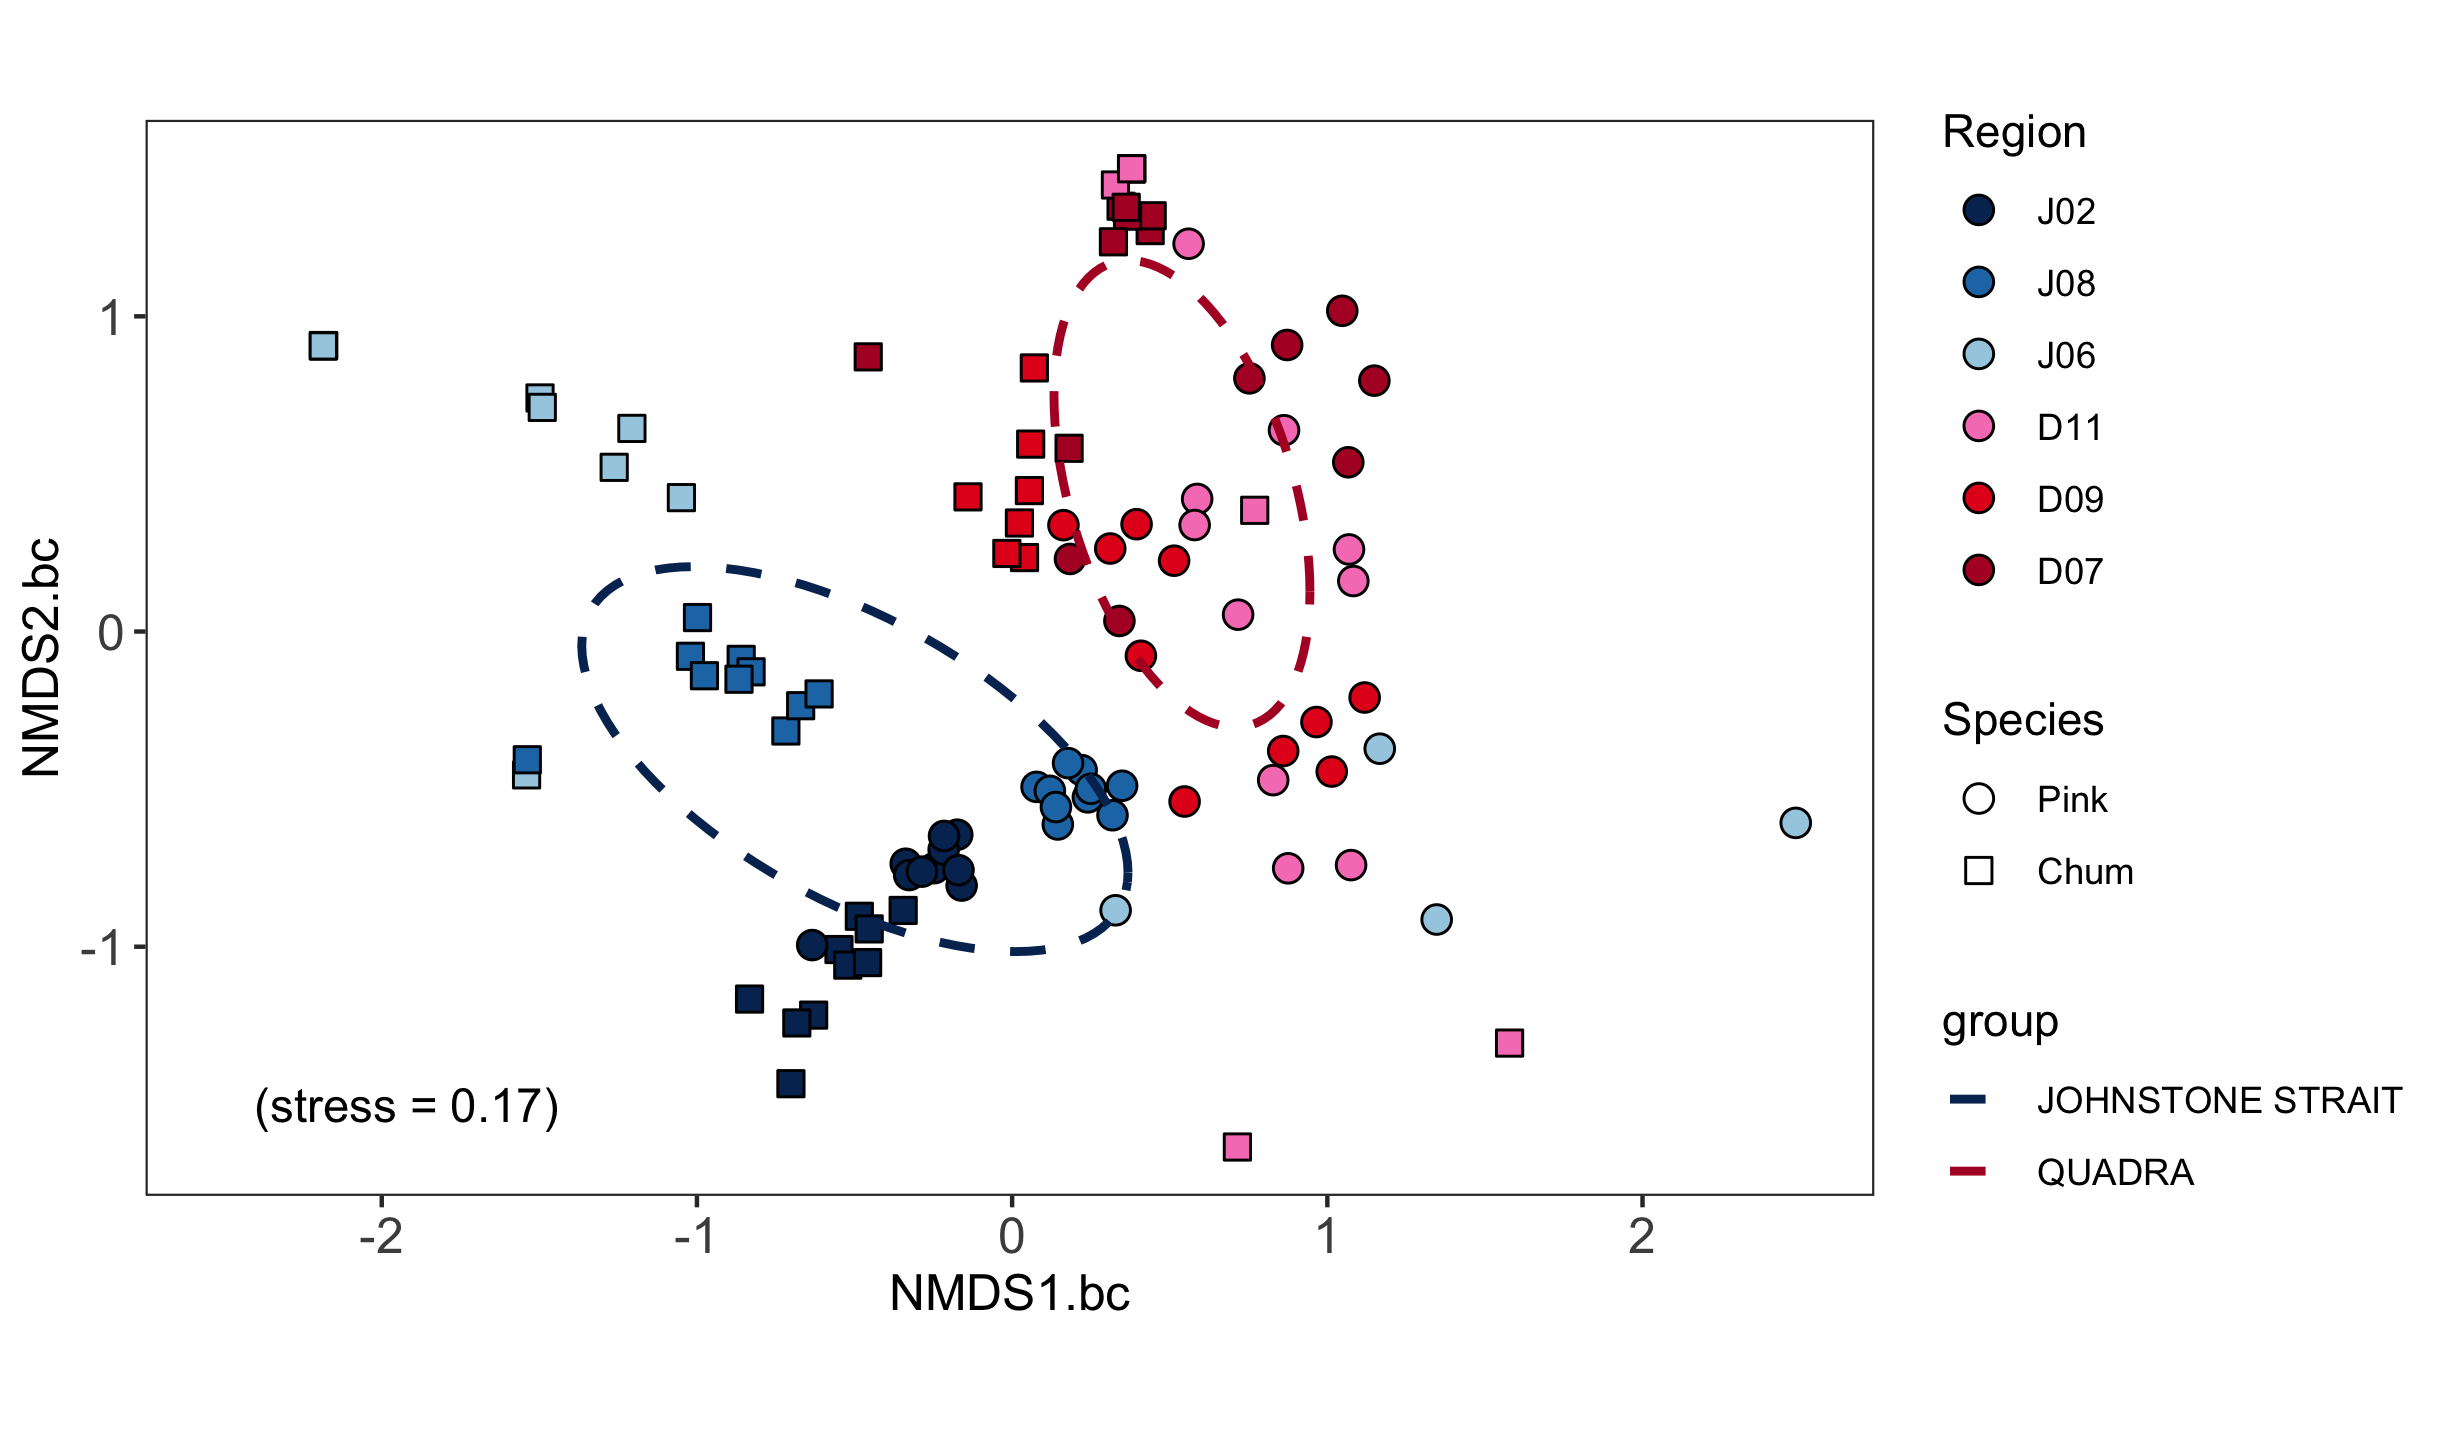 Region
J02
J08
J06
D11
D09
D07
Species
Pink
Chum
group
JOHNSTONE STRAIT
QUADRA
NMDS2.bc
1
0
-1
(stress = 0.17)
-2
-1
0
1
2
NMDS1.bc